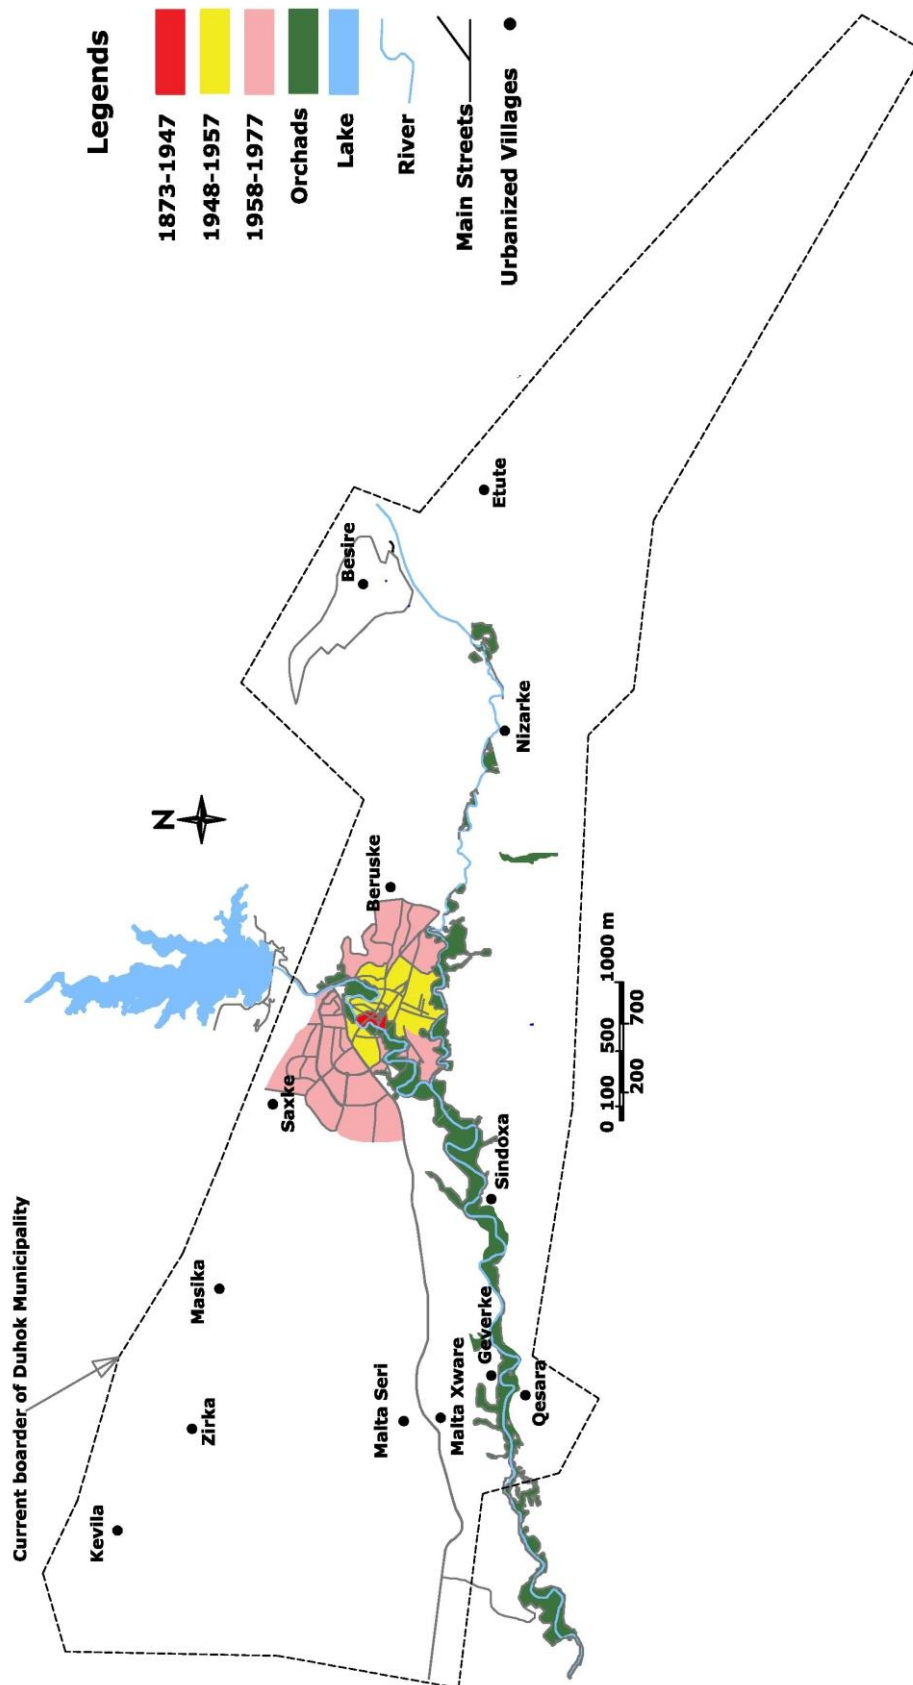 Legends
1873-1947
1948-1957
1958-1977
Orchads
Lake
River
Main Streets
Urbanized Villages
Current boarder of Duhok Municipality
N
Kevila
Zirka
Masika
Saxke
Beruske
Besire
Etute
Nizarke
Malta Seri
Malta Xware
Geverke
Qesara
Sindoxa
0 100 500 1000 m
200 700